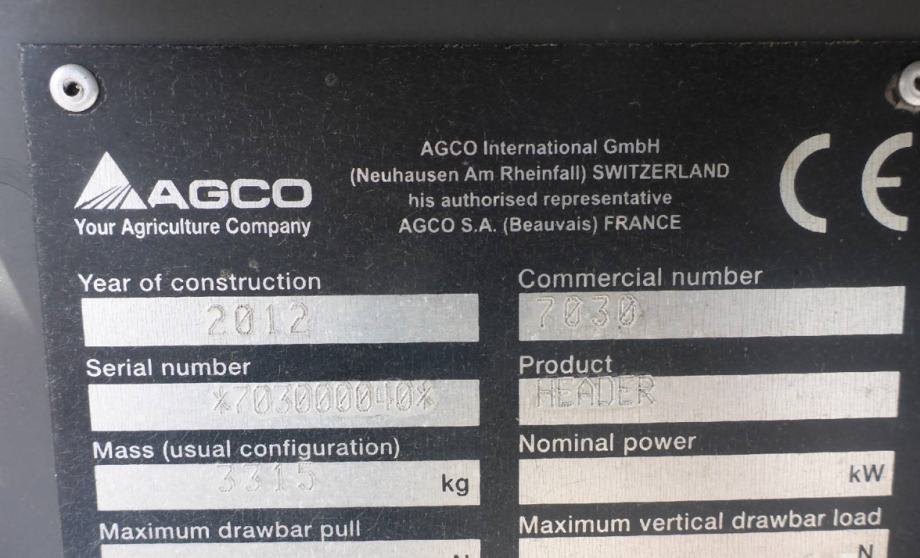 AGCO
Your Agriculture Company
AGCO International GmbH
(Neuhausen Am Rheinfall) SWITZERLAND
his authorised representative
AGCO S.A. (Beauvais) FRANCE
CE
Year of construction
2012
Commercial number
7030
Serial number
*703000040*
Product
HEADER
Mass (usual configuration)
3315 kg
Nominal power
kW
Maximum drawbar pull
N
Maximum vertical drawbar load
N